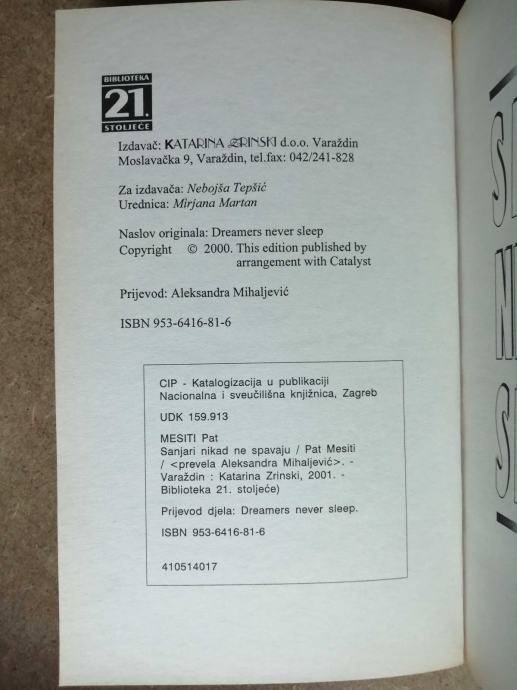 BIBLIOTEKA
21.
STOLJEĆE
Izdavač: KATARINA ZRINSKI d.o.o. Varaždin
Moslavačka 9, Varaždin, tel.fax: 042/241-828
Za izdavača: Nebojša Tepšić
Urednica: Mirjana Martan
Naslov originala: Dreamers never sleep
Copyright © 2000. This edition published by
arrangement with Catalyst
Prijevod: Aleksandra Mihaljević
ISBN 953-6416-81-6
CIP - Katalogizacija u publikaciji
Nacionalna i sveučilišna knjižnica, Zagreb
UDK 159.913
MESITI Pat
Sanjari nikad ne spavaju / Pat Mesiti
/ <prevela Aleksandra Mihaljević>. -
Varaždin : Katarina Zrinski, 2001. -
Biblioteka 21. stoljeće)
Prijevod djela: Dreamers never sleep.
ISBN 953-6416-81-6
410514017